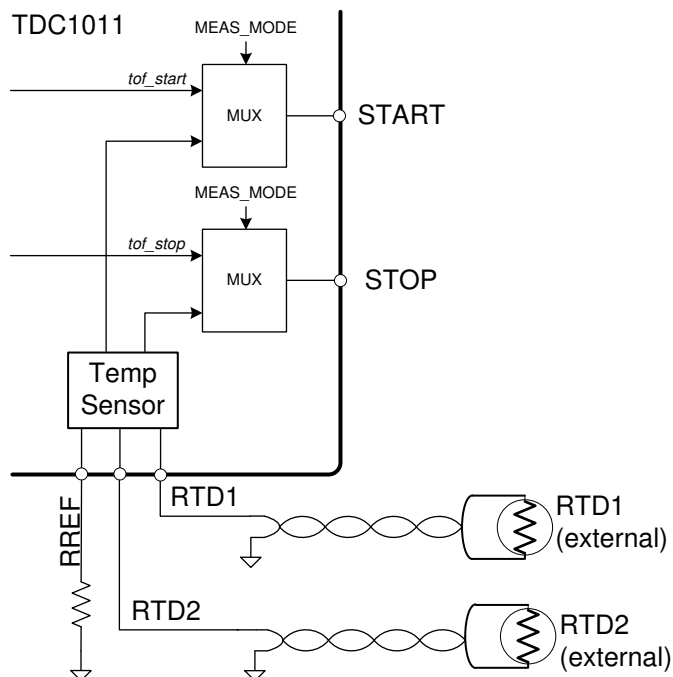 TDC1011
MEAS_MODE
tof_start
MUX
START
MEAS_MODE
tof_stop
MUX
STOP
Temp
Sensor
RREF
RTD1
RTD1
(external)
RTD2
RTD2
(external)